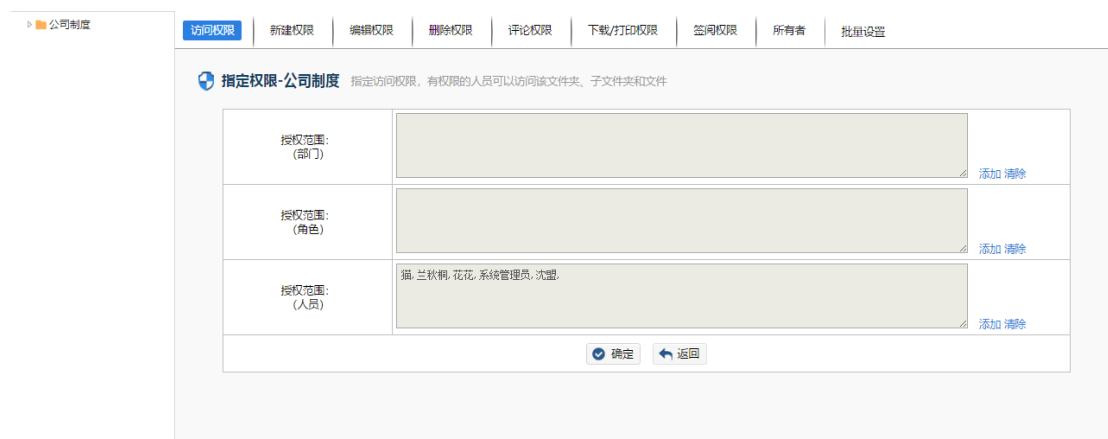 公司制度
访问权限 新建权限 编辑权限 删除权限 评论权限 下载/打印权限 签阅权限 所有者 批量设置
指定权限-公司制度 指定访问权限，有权限的人员可以访问该文件夹、子文件夹和文件
授权范围:
(部门)
添加 清除
授权范围:
(角色)
添加 清除
猫, 兰秋桐, 花花, 系统管理员, 沈盟,
授权范围:
(人员)
添加 清除
确定 返回